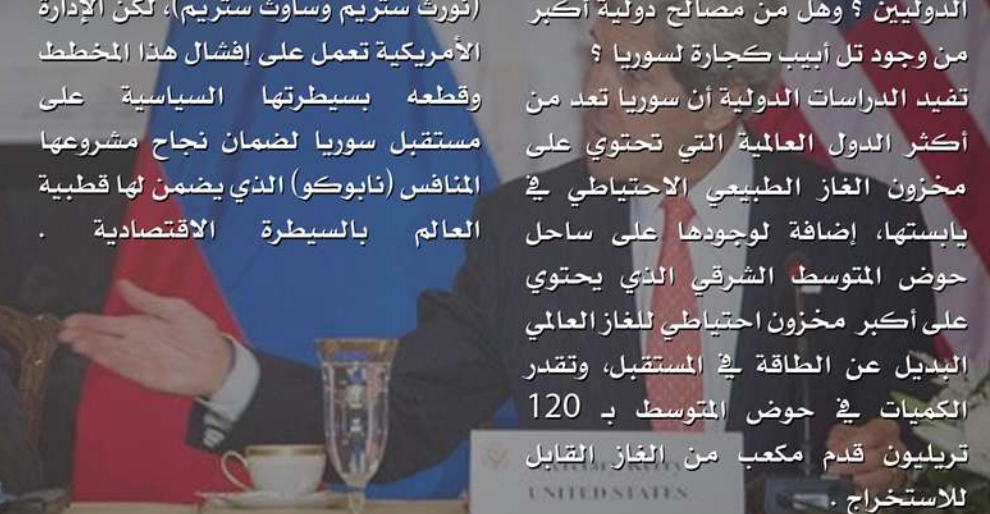 الدوليين ؟ وهل من مصالح دولية أكبر
من وجود تل أبيب كجارة لسوريا ؟
تفيد الدراسات الدولية أن سوريا تعد من
أكثر الدول العالمية التي تحتوي على
مخزون الغاز الطبيعي الاحتياطي في
يابستها، إضافة لوجودها على ساحل
حوض المتوسط الشرقي الذي يحتوي
على أكبر مخزون احتياطي للغاز العالمي
البديل عن الطاقة في المستقبل، وتقدر
الكميات في حوض المتوسط بـ 120
تريليون قدم مكعب من الغاز القابل
للاستخراج .
(نورث ستريم وساوث ستريم)، لكن الإدارة
الأمريكية تعمل على إفشال هذا المخطط
وقطعه بسيطرتها السياسية على
مستقبل سوريا لضمان نجاح مشروعها
المنافس (نابوكو) الذي يضمن لها قطبية
العالم بالسيطرة الاقتصادية .
UNITED STATES